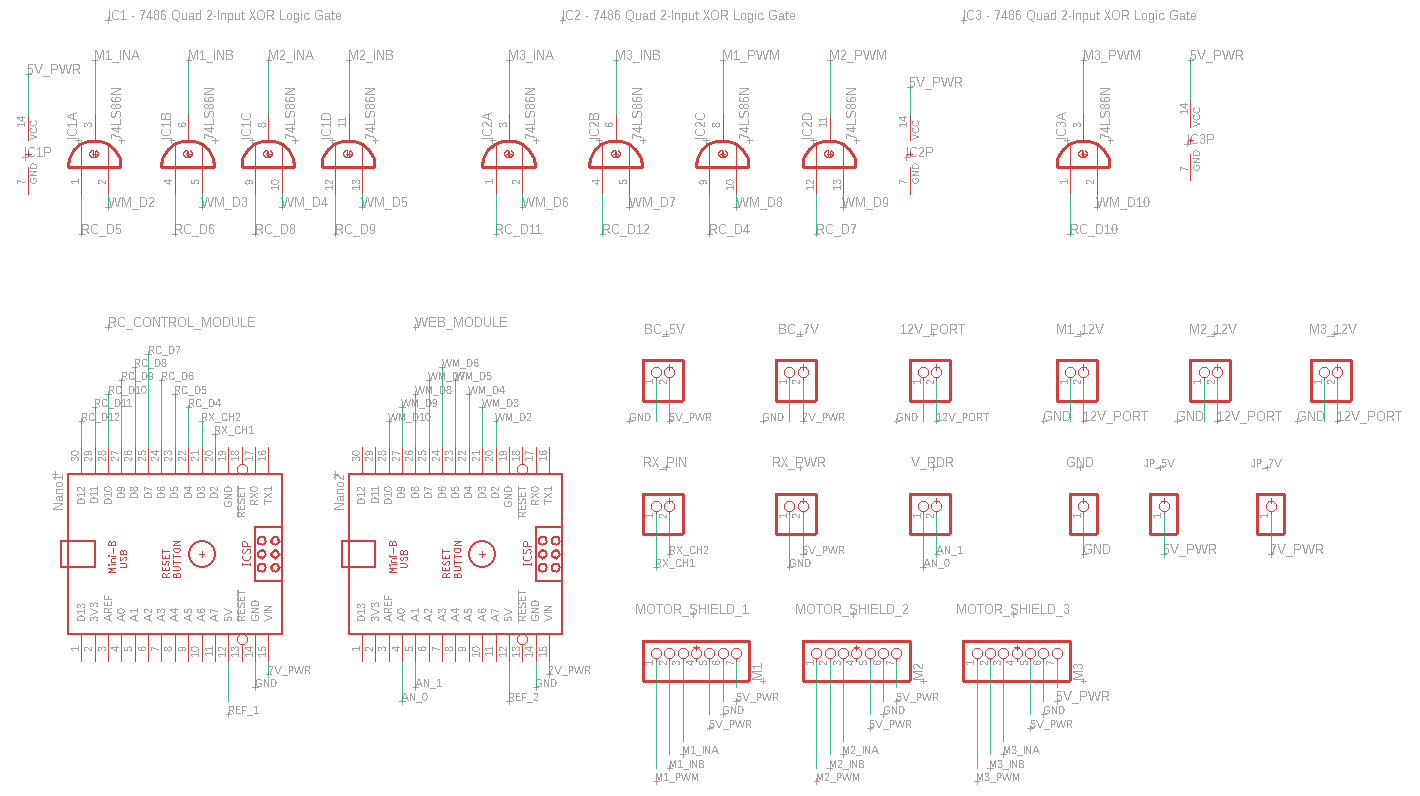 IC1 - 7486 Quad 2-Input XOR Logic Gate
IC2 - 7486 Quad 2-Input XOR Logic Gate
IC3 - 7486 Quad 2-Input XOR Logic Gate
M1_INA M1_INB M2_INA M2_INB
M3_INA M3_INB M1_PWM M2_PWM
M3_PWM 5V_PWR
5V_PWR
5V_PWR
14 VCC IC1P 7 GND
IC1A 3 74LS86N 1 2
IC1B 6 74LS86N 4 5
IC1C 8 74LS86N 9 10
IC1D 11 74LS86N 12 13
IC2A 3 74LS86N 1 2
IC2B 6 74LS86N 4 5
IC2C 8 74LS86N 9 10
IC2D 11 74LS86N 12 13
14 VCC IC2P 7 GND
IC3A 3 74LS86N 1 2
14 VCC IC3P 7 GND
WM_D2 WM_D3 WM_D4 WM_D5
WM_D6 WM_D7 WM_D8 WM_D9
WM_D10
RC_D5 RC_D6 RC_D8 RC_D9
RC_D11 RC_D12 RC_D4 RC_D7
RC_D10
RC_CONTROL_MODULE
RC_D7
RC_D8
RC_D9 RC_D6
RC_D10 RC_D5
RC_D11 RC_D4
RC_D12 RX_CH2
RX_CH1
30 29 28 27 26 25 24 23 22 21 20 19 18 17 16
Nano1
D12 D11 D10 D9 D8 D7 D6 D5 D4 D3 D2 GND RESET RX0 TX1
Mini-B
USB
RESET
BUTTON
ICSP
D13 3V3 AREF A0 A1 A2 A3 A4 A5 A6 A7 5V RESET GND VIN
1 2 3 4 5 6 7 8 9 10 11 12 13 14 15
7V_PWR
GND
REF_1
WEB_MODULE
WM_D6
WM_D7 WM_D5
WM_D8 WM_D4
WM_D9 WM_D3
WM_D10 WM_D2
30 29 28 27 26 25 24 23 22 21 20 19 18 17 16
Nano2
D12 D11 D10 D9 D8 D7 D6 D5 D4 D3 D2 GND RESET RX0 TX1
Mini-B
USB
RESET
BUTTON
ICSP
D13 3V3 AREF A0 A1 A2 A3 A4 A5 A6 A7 5V RESET GND VIN
1 2 3 4 5 6 7 8 9 10 11 12 13 14 15
7V_PWR
GND
AN_1
AN_0 REF_2
BC_5V BC_7V 12V_PORT M1_12V M2_12V M3_12V
1 2 1 2 1 2 1 2 1 2 1 2
GND 5V_PWR GND 7V_PWR GND 12V_PORT GND 12V_PORT GND 12V_PORT GND 12V_PORT
RX_PIN RX_PWR V_RDR GND JP_5V JP_7V
1 2 1 2 1 2 1 1 1
RX_CH2 5V_PWR AN_1 GND 5V_PWR 7V_PWR
RX_CH1 GND AN_0
MOTOR_SHIELD_1 MOTOR_SHIELD_2 MOTOR_SHIELD_3
1 2 3 4 5 6 7 M1
1 2 3 4 5 6 7 M2
1 2 3 4 5 6 7 M3
5V_PWR 5V_PWR 5V_PWR
GND GND GND
5V_PWR 5V_PWR 5V_PWR
M1_INA M2_INA M3_INA
M1_INB M2_INB M3_INB
M1_PWM M2_PWM M3_PWM